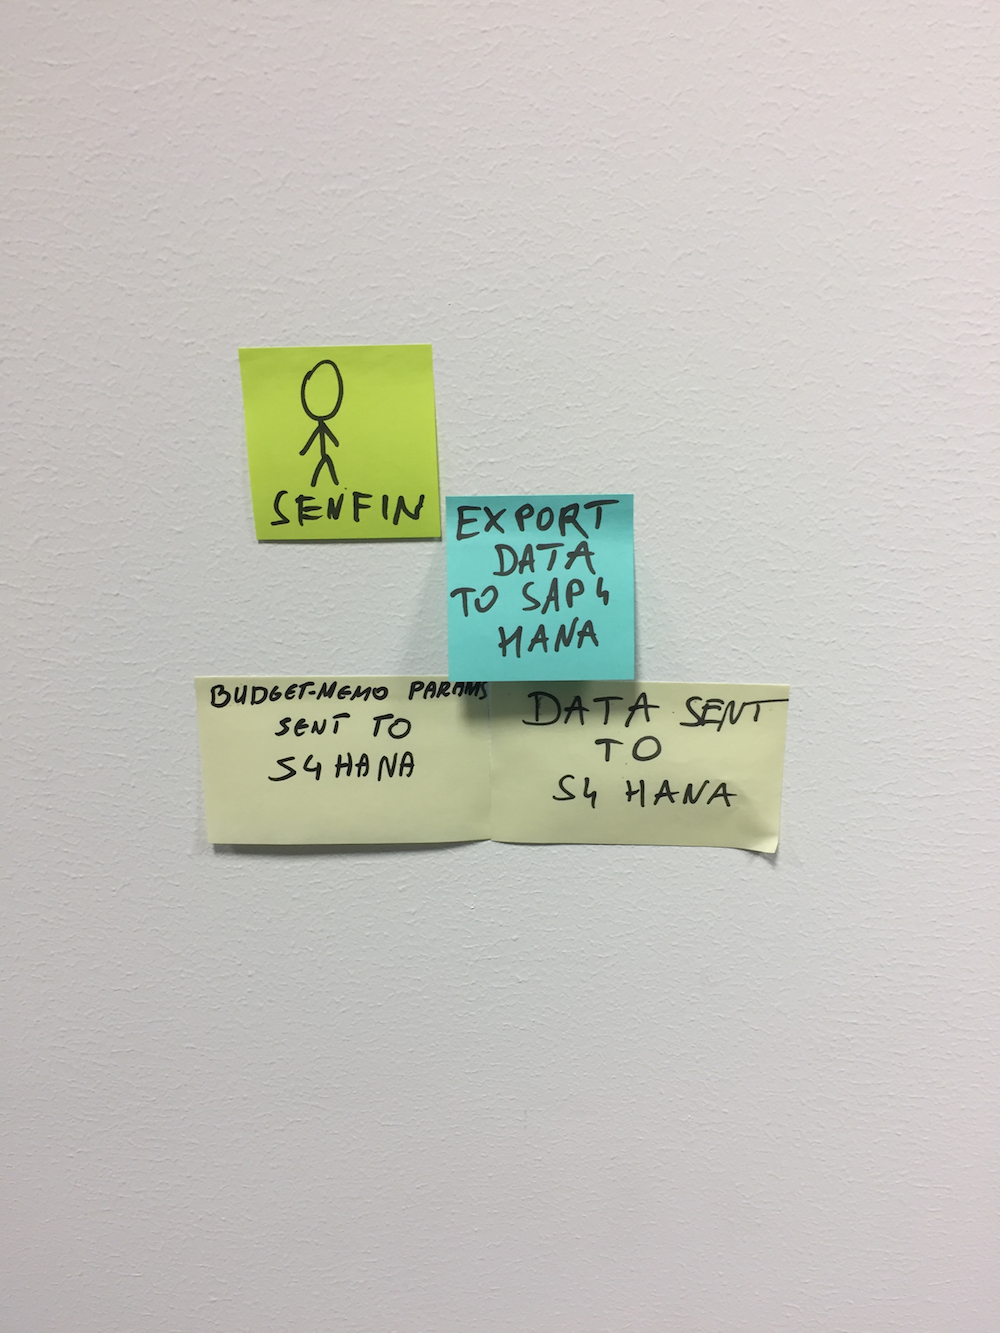 SENFIN
EXPORT
DATA
TO SAP4
HANA
BUDGET-MEMO PARAMS
SENT TO
S4 HANA
DATA SENT
TO
S4 HANA